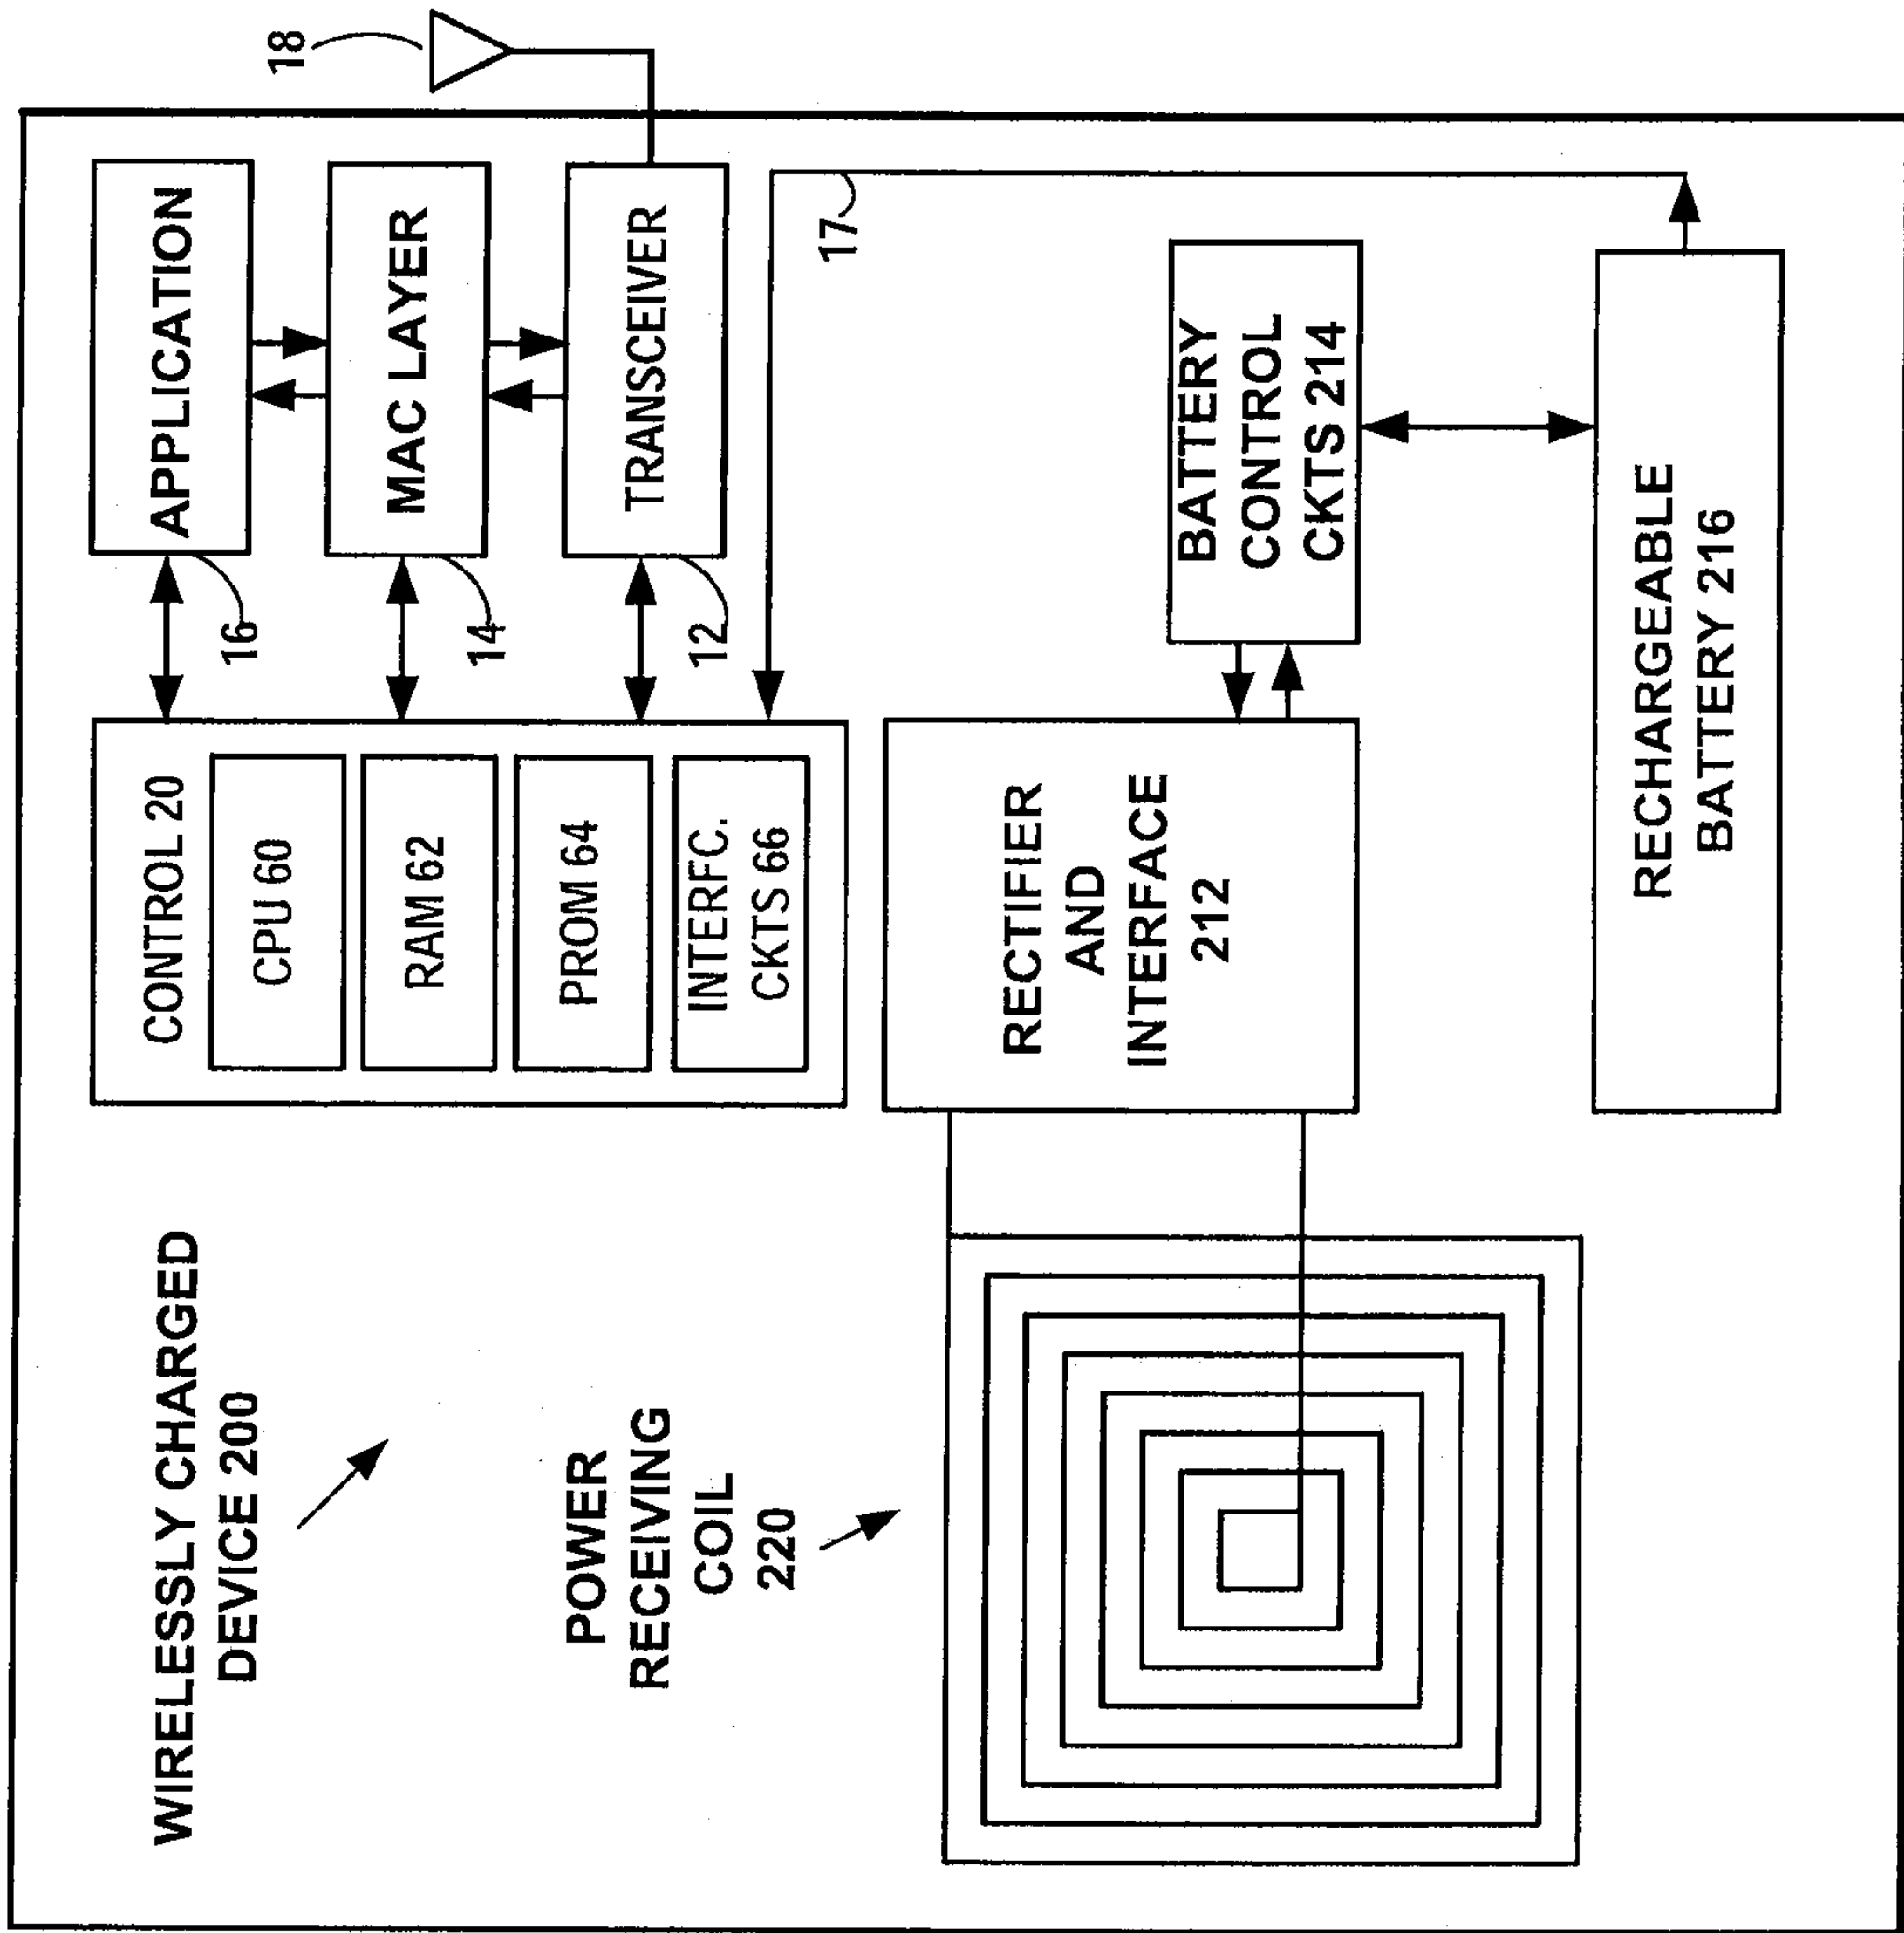 WIRELESSLY CHARGED
DEVICE 200
CONTROL 20
CPU 60
RAM 62
PROM 64
INTERFC.
CKTS 66
APPLICATION
16
MAC LAYER
14
TRANSCEIVER
12
18
17
POWER
RECEIVING
COIL
220
RECTIFIER
AND
INTERFACE
212
BATTERY
CONTROL
CKTS 214
RECHARGEABLE
BATTERY 216